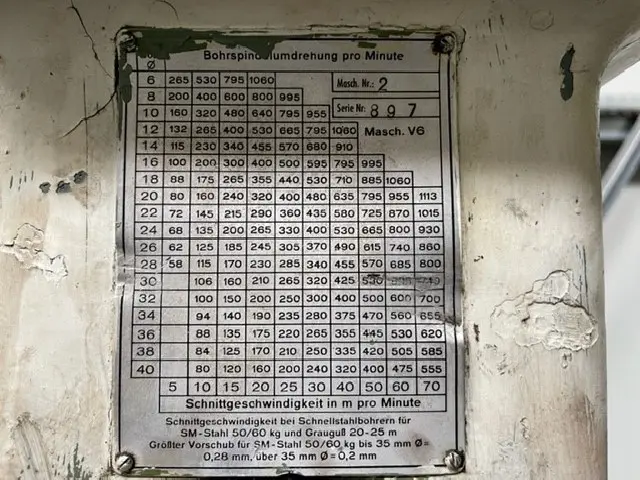 Bohrspindelumdrehung pro Minute
Ø
Masch. Nr.: 2
Serie Nr. 897
Masch. V6
6 265 530 795 1060
8 200 400 600 800 995
10 160 320 480 640 795 955
12 132 265 400 530 665 795 1060
14 115 230 340 455 570 680 910
16 100 200 300 400 500 595 795 995
18 88 175 265 355 440 530 710 885 1060
20 80 160 240 320 400 480 635 795 955 1113
22 72 145 215 290 360 435 580 725 870 1015
24 68 135 200 265 330 400 530 665 800 930
26 62 125 185 245 305 370 490 615 740 860
28 58 115 170 230 285 340 455 570 685 800
30 106 160 210 265 320 425 530
32 100 150 200 250 300 400 500 600 700
34 94 140 190 235 280 375 470 560 655
36 88 135 175 220 265 355 445 530 620
38 84 125 170 210 250 335 420 505 585
40 80 120 160 200 240 320 400 475 555
5 10 15 20 25 30 40 50 60 70
Schnittgeschwindigkeit in m pro Minute
Schnittgeschwindigkeit bei Schnellstahlbohrern für
SM-Stahl 50/60 kg und Grauguß 20-25 m
Größter Vorschub für SM-Stahl 50/60 kg bis 35 mm Ø=
0,28 mm, über 35 mm Ø = 0,2 mm